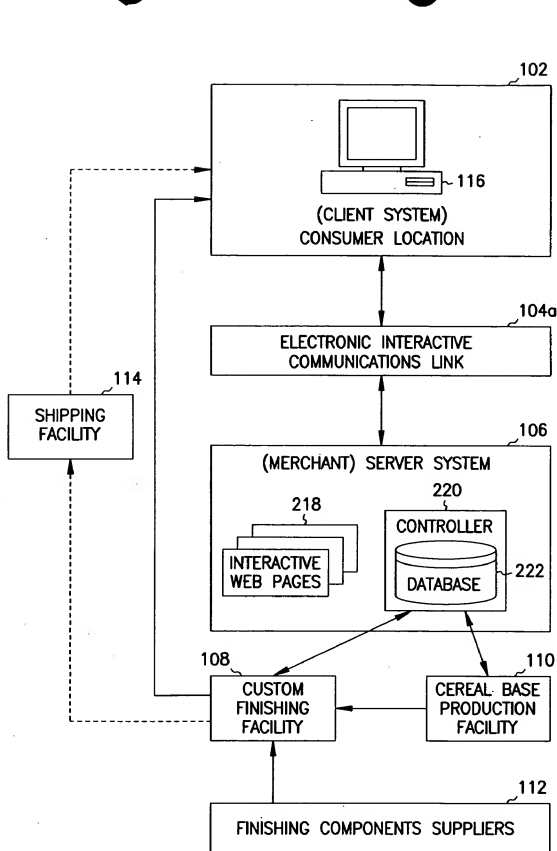 102
116
(CLIENT SYSTEM)
CONSUMER LOCATION
104a
ELECTRONIC INTERACTIVE
COMMUNICATIONS LINK
114
SHIPPING
FACILITY
106
(MERCHANT) SERVER SYSTEM
218
INTERACTIVE
WEB PAGES
220
CONTROLLER
DATABASE
222
108
CUSTOM
FINISHING
FACILITY
110
CEREAL BASE
PRODUCTION
FACILITY
112
FINISHING COMPONENTS SUPPLIERS